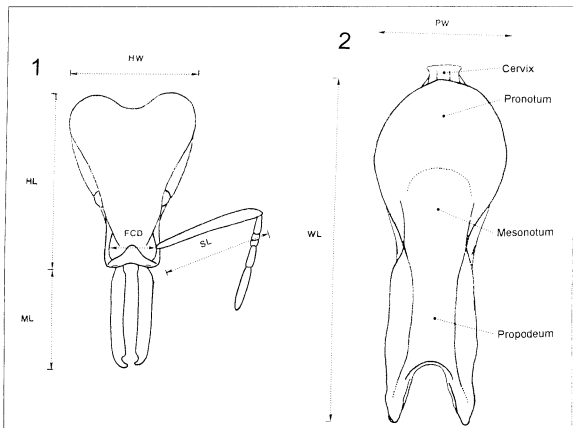 1
HW
HL
FCD
SL
ML
2
PW
Cervix
Pronotum
WL
Mesonotum
Propodeum